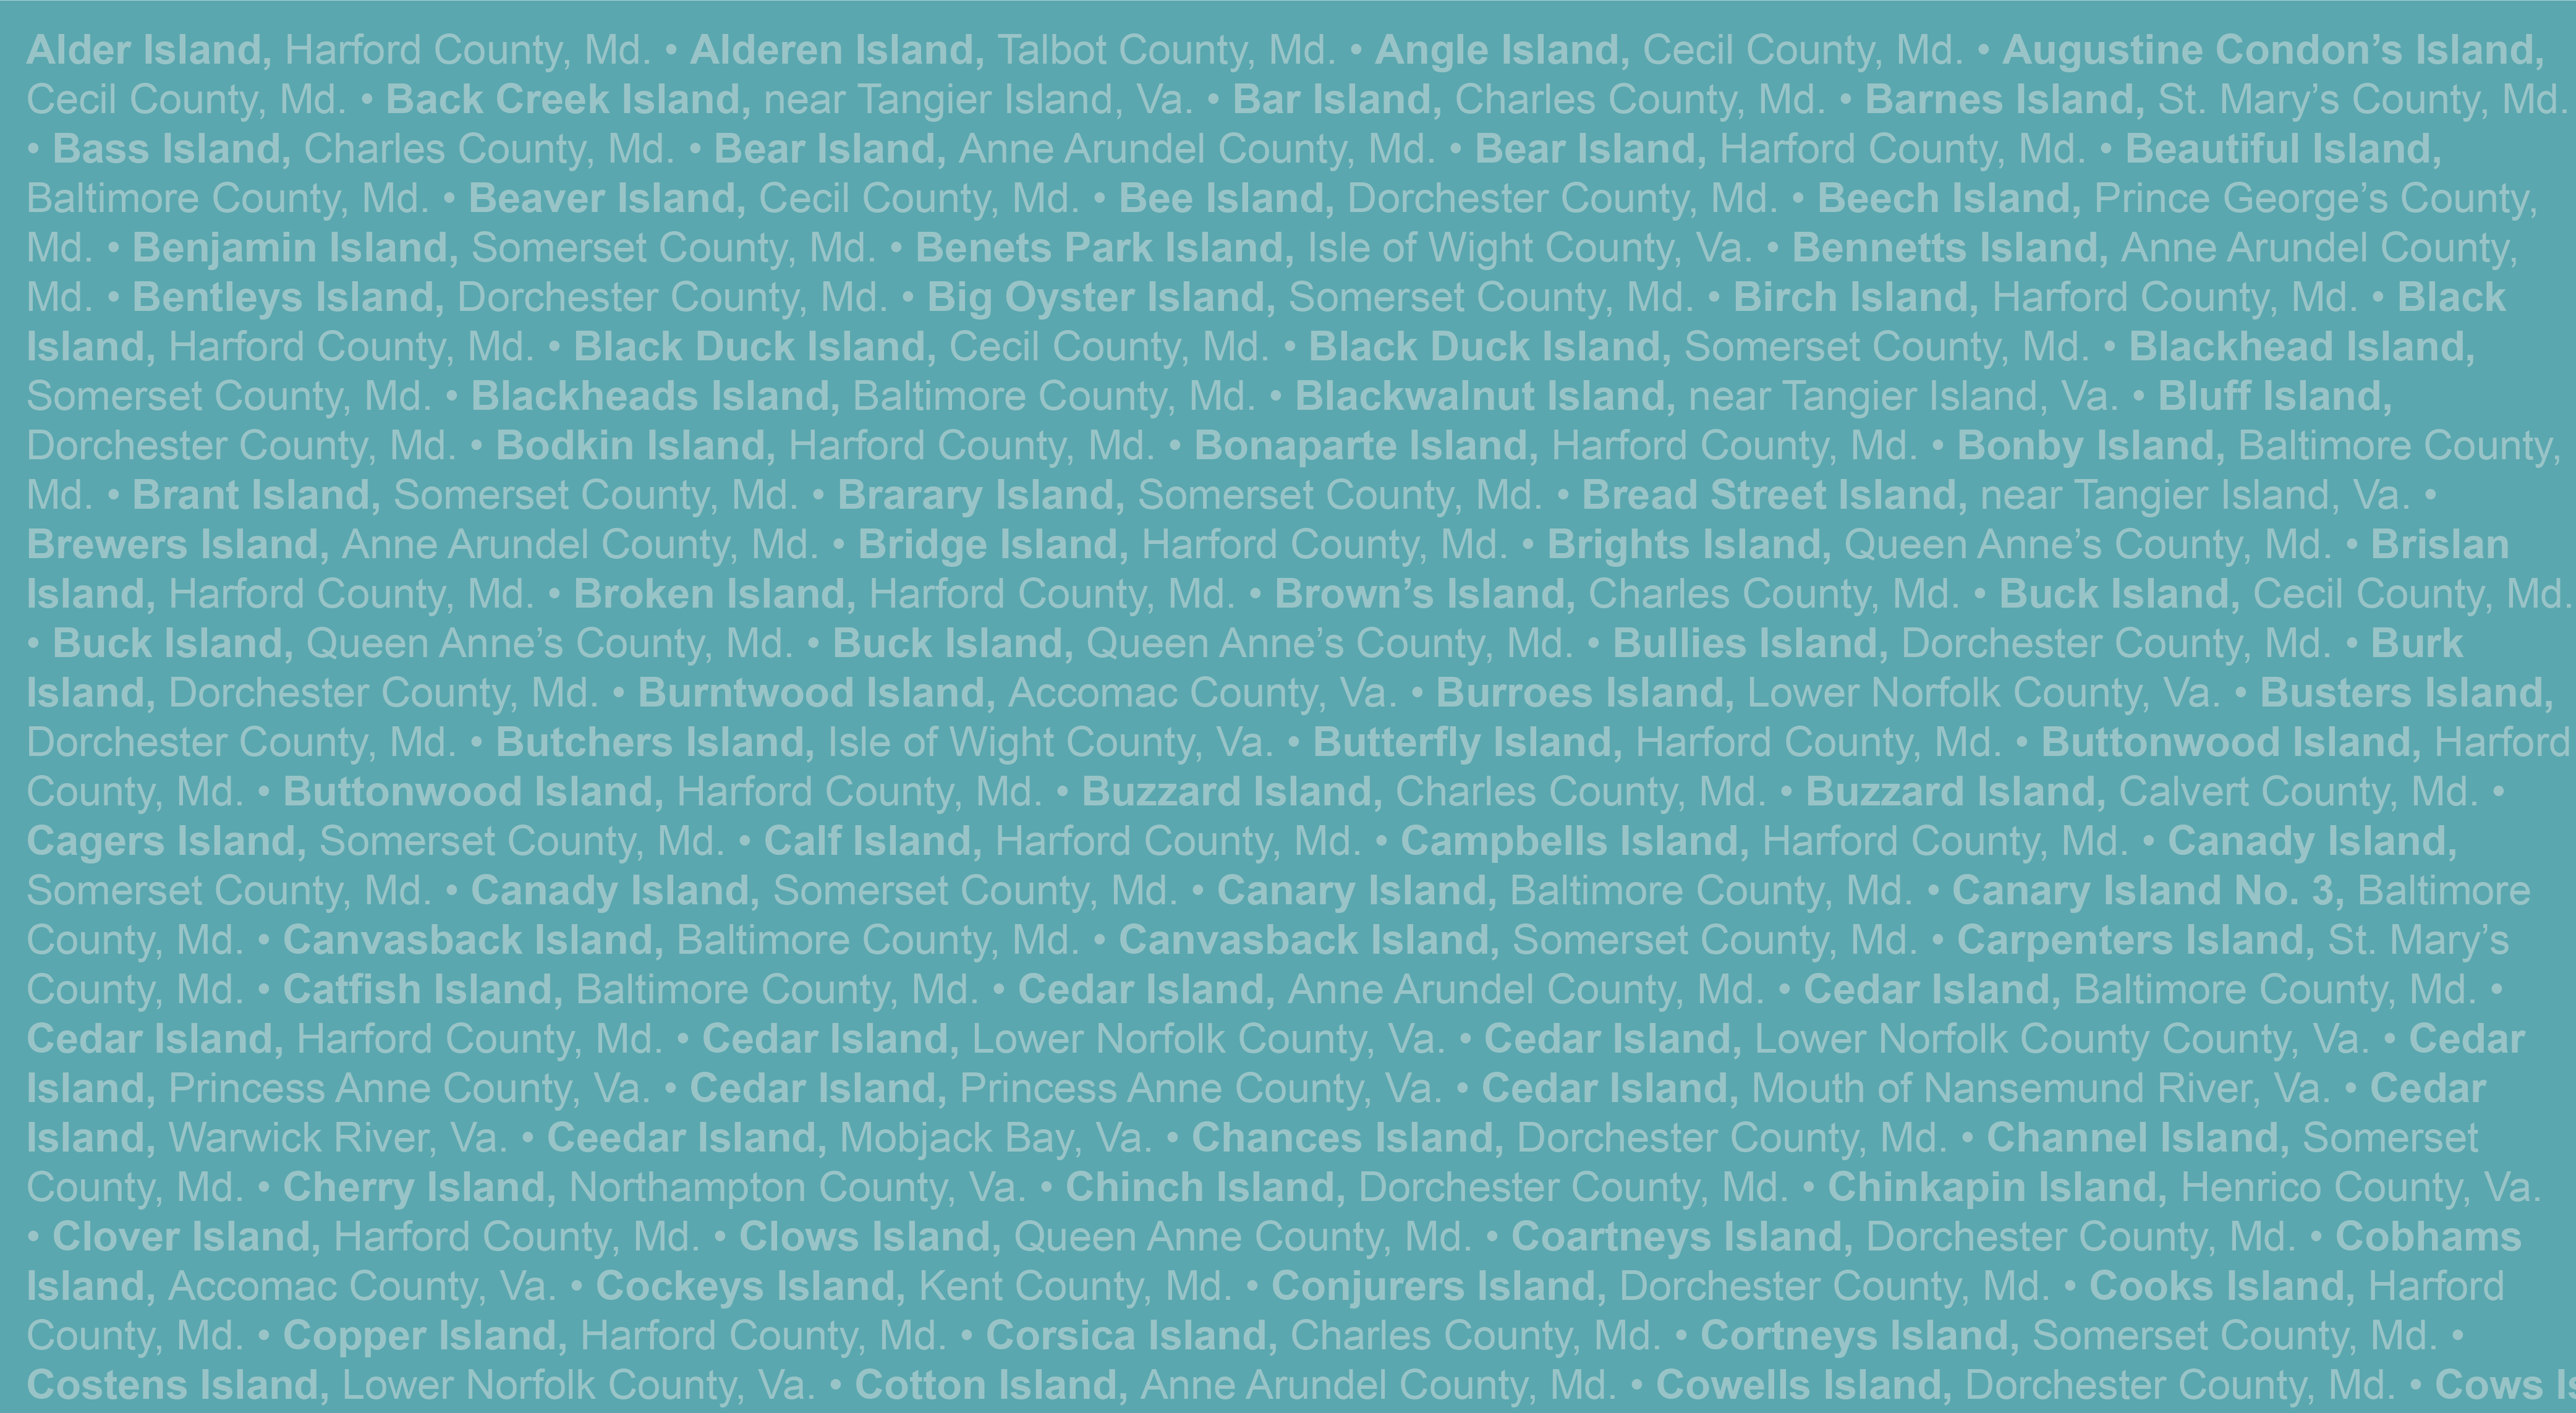 Alder Island, Harford County, Md. • Alderen Island, Talbot County, Md. • Angle Island, Cecil County, Md. • Augustine Condon’s Island,
Cecil County, Md. • Back Creek Island, near Tangier Island, Va. • Bar Island, Charles County, Md. • Barnes Island, St. Mary’s County, Md.
• Bass Island, Charles County, Md. • Bear Island, Anne Arundel County, Md. • Bear Island, Harford County, Md. • Beautiful Island,
Baltimore County, Md. • Beaver Island, Cecil County, Md. • Bee Island, Dorchester County, Md. • Beech Island, Prince George’s County,
Md. • Benjamin Island, Somerset County, Md. • Benets Park Island, Isle of Wight County, Va. • Bennetts Island, Anne Arundel County,
Md. • Bentleys Island, Dorchester County, Md. • Big Oyster Island, Somerset County, Md. • Birch Island, Harford County, Md. • Black
Island, Harford County, Md. • Black Duck Island, Cecil County, Md. • Black Duck Island, Somerset County, Md. • Blackhead Island,
Somerset County, Md. • Blackheads Island, Baltimore County, Md. • Blackwalnut Island, near Tangier Island, Va. • Bluff Island,
Dorchester County, Md. • Bodkin Island, Harford County, Md. • Bonaparte Island, Harford County, Md. • Bonby Island, Baltimore County,
Md. • Brant Island, Somerset County, Md. • Brarary Island, Somerset County, Md. • Bread Street Island, near Tangier Island, Va. •
Brewers Island, Anne Arundel County, Md. • Bridge Island, Harford County, Md. • Brights Island, Queen Anne’s County, Md. • Brislan
Island, Harford County, Md. • Broken Island, Harford County, Md. • Brown’s Island, Charles County, Md. • Buck Island, Cecil County, Md.
• Buck Island, Queen Anne’s County, Md. • Buck Island, Queen Anne’s County, Md. • Bullies Island, Dorchester County, Md. • Burk
Island, Dorchester County, Md. • Burntwood Island, Accomac County, Va. • Burroes Island, Lower Norfolk County, Va. • Busters Island,
Dorchester County, Md. • Butchers Island, Isle of Wight County, Va. • Butterfly Island, Harford County, Md. • Buttonwood Island, Harford
County, Md. • Buttonwood Island, Harford County, Md. • Buzzard Island, Charles County, Md. • Buzzard Island, Calvert County, Md. •
Cagers Island, Somerset County, Md. • Calf Island, Harford County, Md. • Campbells Island, Harford County, Md. • Canady Island,
Somerset County, Md. • Canady Island, Somerset County, Md. • Canary Island, Baltimore County, Md. • Canary Island No. 3, Baltimore
County, Md. • Canvasback Island, Baltimore County, Md. • Canvasback Island, Somerset County, Md. • Carpenters Island, St. Mary’s
County, Md. • Catfish Island, Baltimore County, Md. • Cedar Island, Anne Arundel County, Md. • Cedar Island, Baltimore County, Md. •
Cedar Island, Harford County, Md. • Cedar Island, Lower Norfolk County, Va. • Cedar Island, Lower Norfolk County County, Va. • Cedar
Island, Princess Anne County, Va. • Cedar Island, Princess Anne County, Va. • Cedar Island, Mouth of Nansemund River, Va. • Cedar
Island, Warwick River, Va. • Ceedar Island, Mobjack Bay, Va. • Chances Island, Dorchester County, Md. • Channel Island, Somerset
County, Md. • Cherry Island, Northampton County, Va. • Chinch Island, Dorchester County, Md. • Chinkapin Island, Henrico County, Va.
• Clover Island, Harford County, Md. • Clows Island, Queen Anne County, Md. • Coartneys Island, Dorchester County, Md. • Cobhams
Island, Accomac County, Va. • Cockeys Island, Kent County, Md. • Conjurers Island, Dorchester County, Md. • Cooks Island, Harford
County, Md. • Copper Island, Harford County, Md. • Corsica Island, Charles County, Md. • Cortneys Island, Somerset County, Md. •
Costens Island, Lower Norfolk County, Va. • Cotton Island, Anne Arundel County, Md. • Cowells Island, Dorchester County, Md. • Cows